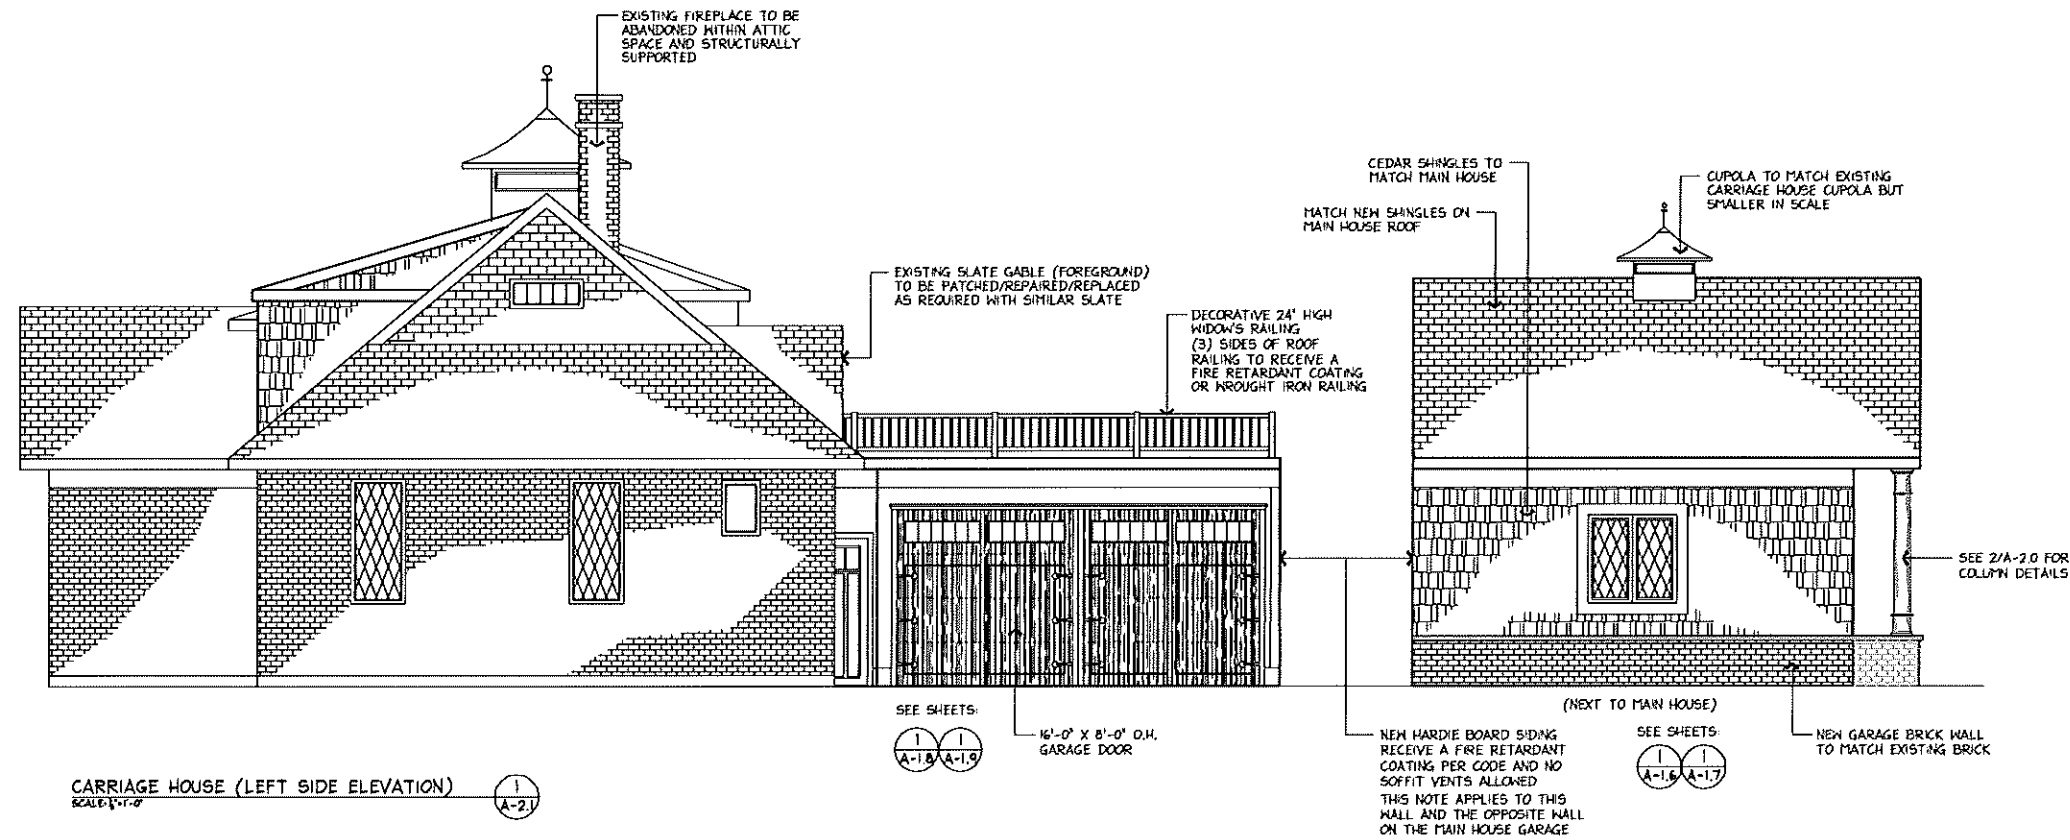 EXISTING FIREPLACE TO BE
ABANDONED WITHIN ATTIC
SPACE AND STRUCTURALLY
SUPPORTED
CEDAR SHINGLES TO
MATCH MAIN HOUSE
CUPOLA TO MATCH EXISTING
CARRIAGE HOUSE CUPOLA BUT
SMALLER IN SCALE
MATCH NEW SHINGLES ON
MAIN HOUSE ROOF
EXISTING SLATE GABLE (FOREGROUND)
TO BE PATCHED/REPAIRED/REPLACED
AS REQUIRED WITH SIMILAR SLATE
DECORATIVE 24" HIGH
WIDOW'S RAILING
(3) SIDES OF ROOF
RAILING TO RECEIVE A
FIRE RETARDANT COATING
OR WROUGHT IRON RAILING
SEE 2/A-2.0 FOR
COLUMN DETAILS
SEE SHEETS:
1
A-1.8
1
A-1.9
16'-0" X 8'-0" O.H.
GARAGE DOOR
NEW HARDIE BOARD SIDING
RECEIVE A FIRE RETARDANT
COATING PER CODE AND NO
SOFFIT VENTS ALLOWED
THIS NOTE APPLIES TO THIS
WALL AND THE OPPOSITE WALL
ON THE MAIN HOUSE GARAGE
(NEXT TO MAIN HOUSE)
SEE SHEETS:
1
A-1.6
1
A-1.7
NEW GARAGE BRICK WALL
TO MATCH EXISTING BRICK
CARRIAGE HOUSE (LEFT SIDE ELEVATION)
1
A-2.1